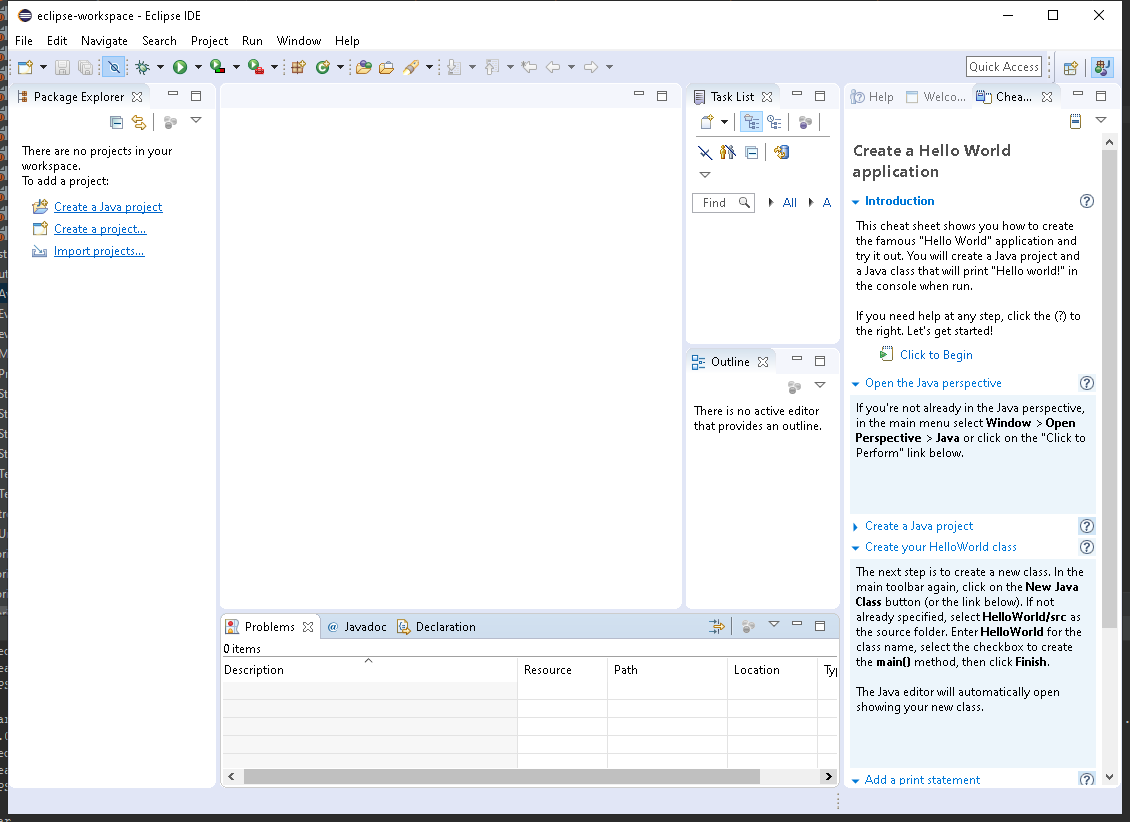 eclipse-workspace - Eclipse IDE
File Edit Navigate Search Project Run Window Help
Quick Access
Package Explorer
There are no projects in your
workspace.
To add a project:
Create a Java project
Create a project...
Import projects...
Task List
Find All A
Outline
There is no active editor
that provides an outline.
Problems @ Javadoc Declaration
0 items
Description Resource Path Location Typ
Help Welco... Chea...
Create a Hello World
application
Introduction
This cheat sheet shows you how to create
the famous "Hello World" application and
try it out. You will create a Java project and
a Java class that will print "Hello world!" in
the console when run.
If you need help at any step, click the (?) to
the right. Let's get started!
Click to Begin
Open the Java perspective
If you're not already in the Java perspective,
in the main menu select Window > Open
Perspective > Java or click on the "Click to
Perform" link below.
Create a Java project
Create your HelloWorld class
The next step is to create a new class. In the
main toolbar again, click on the New Java
Class button (or the link below). If not
already specified, select HelloWorld/src as
the source folder. Enter HelloWorld for the
class name, select the checkbox to create
the main() method, then click Finish.
The Java editor will automatically open
showing your new class.
Add a print statement